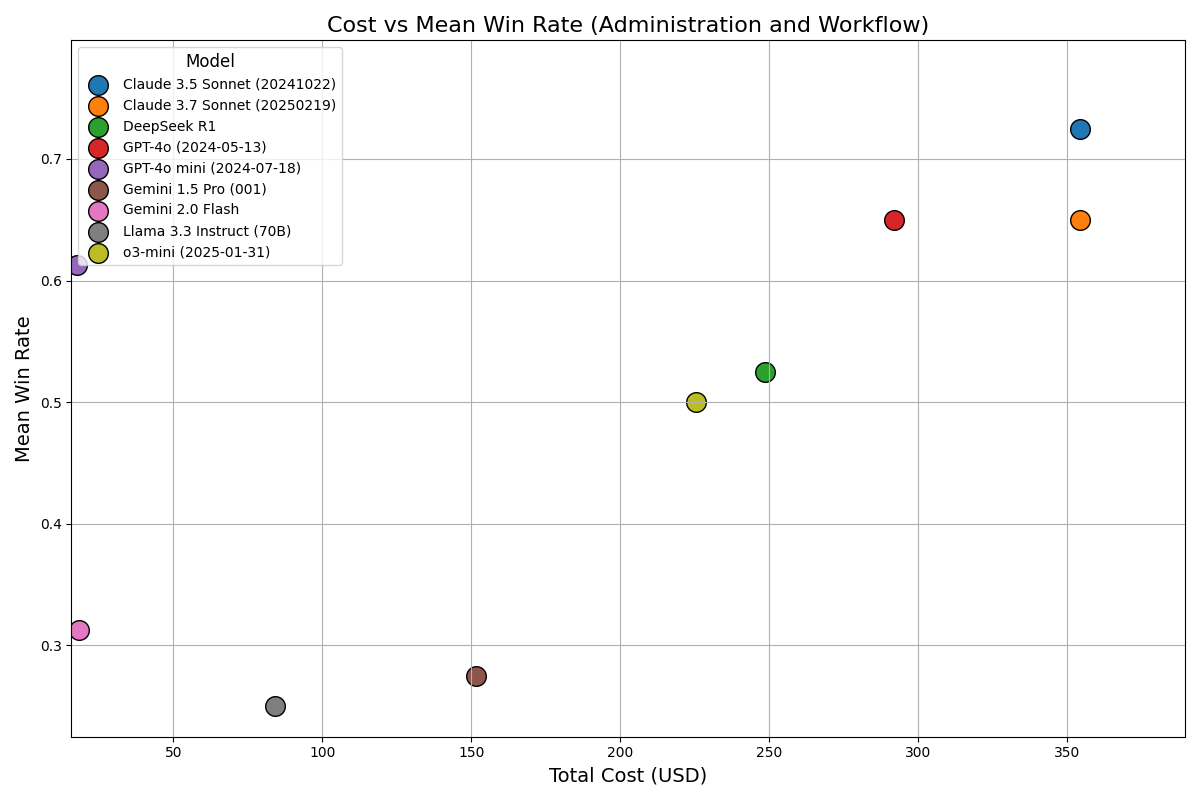 Cost vs Mean Win Rate (Administration and Workflow)
Model
Claude 3.5 Sonnet (20241022)
Claude 3.7 Sonnet (20250219)
DeepSeek R1
GPT-4o (2024-05-13)
GPT-4o mini (2024-07-18)
Gemini 1.5 Pro (001)
Gemini 2.0 Flash
Llama 3.3 Instruct (70B)
o3-mini (2025-01-31)
Mean Win Rate
0.7
0.6
0.5
0.4
0.3
50
100
150
200
250
300
350
Total Cost (USD)